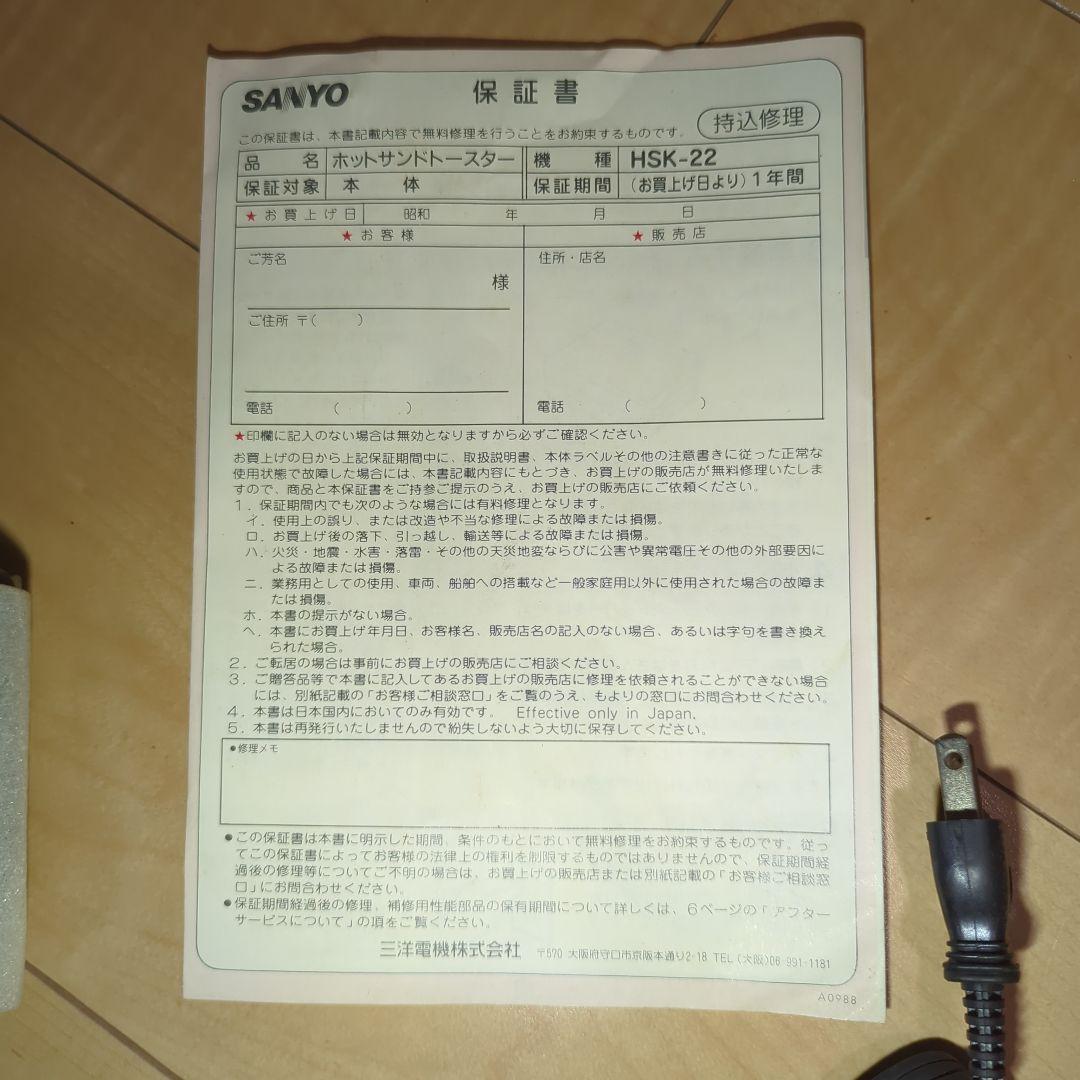 SANYO
保証書
この保証書は、本書記載内容で無料修理を行うことをお約束するものです。
持込修理
品名 ホットサンドトースター 機種 HSK-22
保証対象 本体 保証期間 (お買上げ日より)1年間
★お買上げ日 昭和 年 月 日
★お客様 ★販売店
ご芳名 住所・店名
様
ご住所 〒( )
電話 ( ) 電話 ( )
★印欄に記入のない場合は無効となりますから必ずご確認ください。
お買上げの日から上記保証期間中に、取扱説明書、本体ラベルその他の注意書きに従った正常な
使用状態で故障した場合には、本書記載内容にもとづき、お買上げの販売店が無料修理いたしま
すので、商品と本保証書をご持参ご提示のうえ、お買上げの販売店にご依頼ください。
1．保証期間内でも次のような場合には有料修理となります。
イ．使用上の誤り、または改造や不当な修理による故障または損傷。
ロ．お買上げ後の落下、引っ越し、輸送等による故障または損傷。
ハ．火災・地震・水害・落雷・その他の天災地変ならびに公害や異常電圧その他の外部要因に
よる故障または損傷。
ニ．業務用としての使用、車両、船舶への搭載など一般家庭用以外に使用された場合の故障ま
たは損傷。
ホ．本書の提示がない場合。
ヘ．本書にお買上げ年月日、お客様名、販売店名の記入のない場合、あるいは字句を書き換え
られた場合。
2．ご転居の場合は事前にお買上げの販売店にご相談ください。
3．ご贈答品等で本書に記入してあるお買上げの販売店に修理を依頼されることができない場合
には、別紙記載の「お客様ご相談窓口」をご覧のうえ、もよりの窓口にお問合わせください。
4．本書は日本国内においてのみ有効です。 Effective only in Japan.
5．本書は再発行いたしませんので紛失しないよう大切に保存してください。
●修理メモ
●この保証書は本書に明示した期間、条件のもとにおいて無料修理をお約束するものです。従っ
てこの保証書によってお客様の法律上の権利を制限するものではありませんので、保証期間経
過後の修理等についてご不明の場合は、お買上げの販売店または別紙記載の「お客様ご相談窓
口」にお問合わせください。
●保証期間経過後の修理、補修用性能部品の保有期間について詳しくは、6ページの「アフター
サービスについて」の項をご覧ください。
三洋電機株式会社 〒570 大阪府守口市京阪本通り2-18 TEL (大阪)06-991-1181
A0988